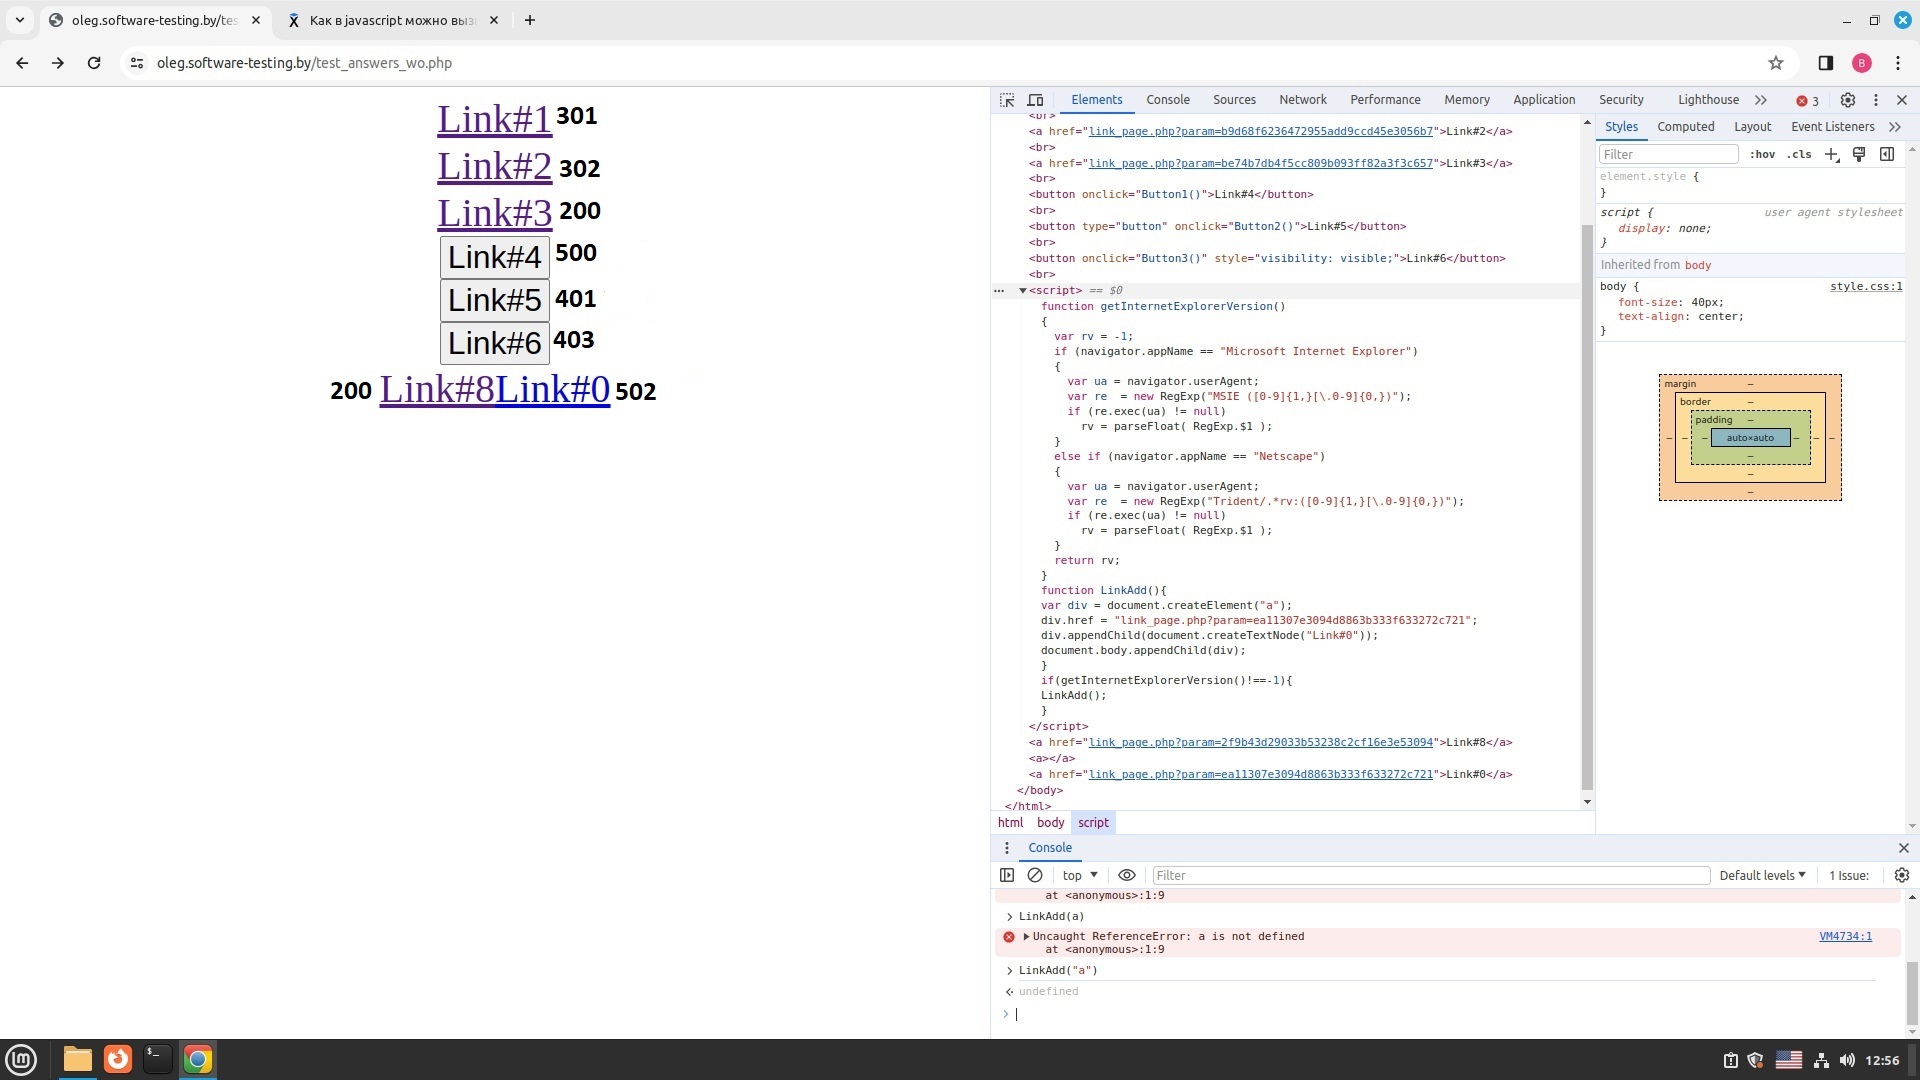 oleg.software-testing.by/tes
Как в javascript можно выз
oleg.software-testing.by/test_answers_wo.php
B
Link#1 301
Link#2 302
Link#3 200
Link#4 500
Link#5 401
Link#6 403
200 Link#8Link#0 502
Elements Console Sources Network Performance Memory Application Security Lighthouse 3
<br>
<a href="link_page.php?param=b9d68f6236472955add9ccd45e3056b7">Link#2</a>
<br>
<a href="link_page.php?param=be74b7db4f5cc809b093ff82a3f3c657">Link#3</a>
<br>
<button onclick="Button1()">Link#4</button>
<br>
<button type="button" onclick="Button2()">Link#5</button>
<br>
<button onclick="Button3()" style="visibility: visible;">Link#6</button>
<br>
<script> == $0
function getInternetExplorerVersion()
{
var rv = -1;
if (navigator.appName == "Microsoft Internet Explorer")
{
var ua = navigator.userAgent;
var re  = new RegExp("MSIE ([0-9]{1,}[\.0-9]{0,})");
if (re.exec(ua) != null)
rv = parseFloat( RegExp.$1 );
}
else if (navigator.appName == "Netscape")
{
var ua = navigator.userAgent;
var re  = new RegExp("Trident/.*rv:([0-9]{1,}[\.0-9]{0,})");
if (re.exec(ua) != null)
rv = parseFloat( RegExp.$1 );
}
return rv;
}
function LinkAdd(){
var div = document.createElement("a");
div.href = "link_page.php?param=ea11307e3094d8863b333f633272c721";
div.appendChild(document.createTextNode("Link#0"));
document.body.appendChild(div);
}
if(getInternetExplorerVersion()!==-1){
LinkAdd();
}
</script>
<a href="link_page.php?param=2f9b43d29033b53238c2cf16e3e53094">Link#8</a>
<a></a>
<a href="link_page.php?param=ea11307e3094d8863b333f633272c721">Link#0</a>
</body>
</html>
html body script
Styles Computed Layout Event Listeners
Filter :hov .cls
element.style {
}
script { user agent stylesheet
display: none;
}
Inherited from body
body { style.css:1
font-size: 40px;
text-align: center;
}
margin –
border –
padding –
– – – auto×auto – – –
–
–
–
Console
top Filter Default levels 1 Issue:
at <anonymous>:1:9
LinkAdd(a)
Uncaught ReferenceError: a is not defined VM4734:1
at <anonymous>:1:9
LinkAdd("a")
undefined
12:56